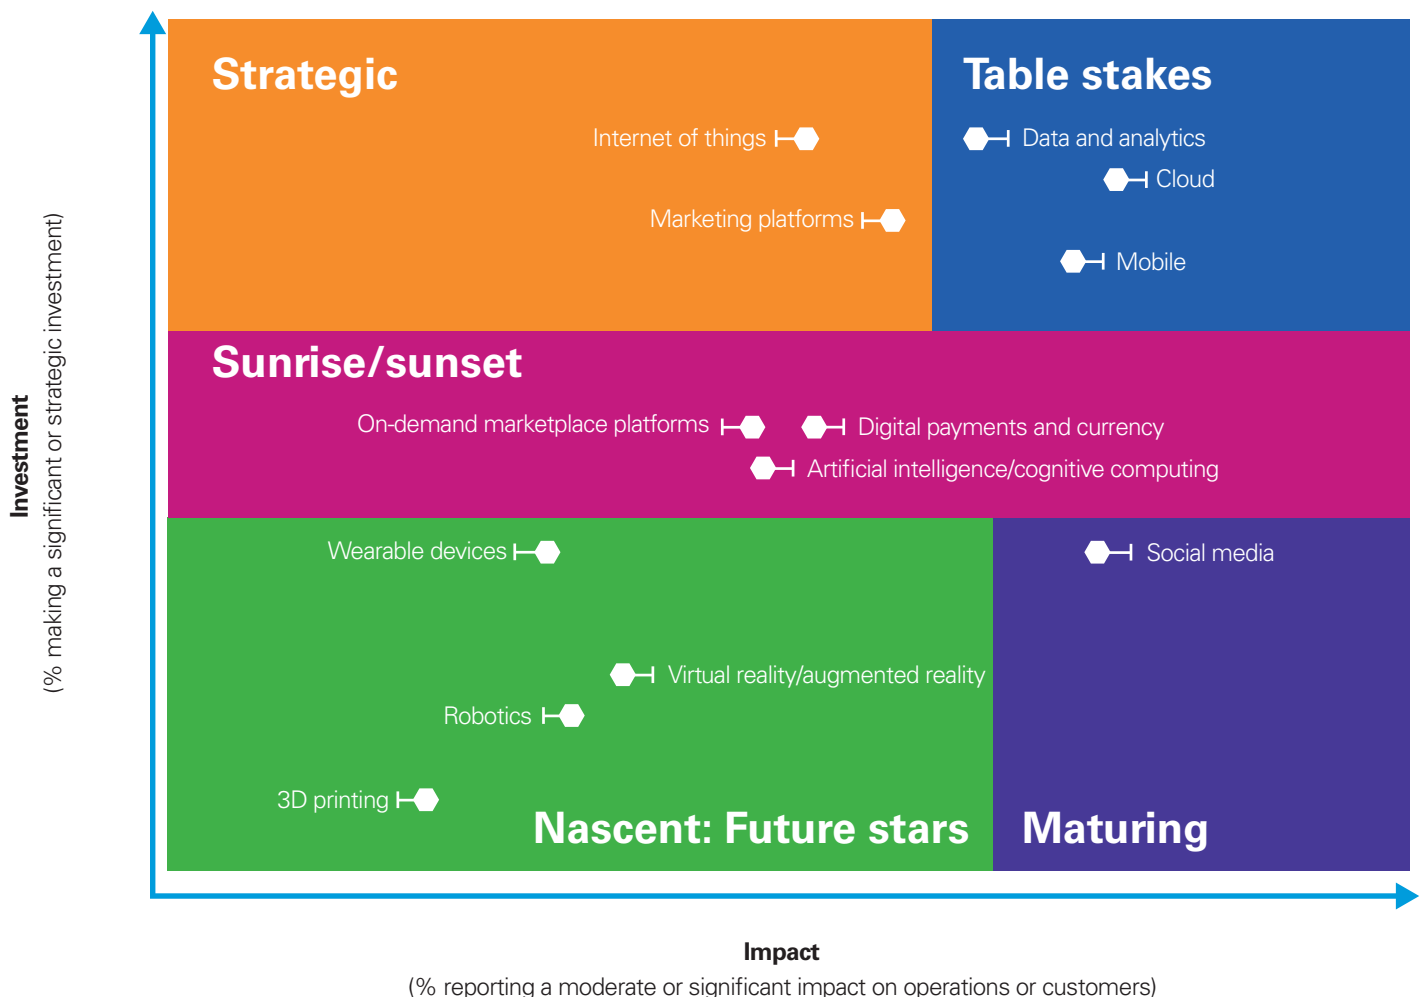 Strategic
Table stakes
Internet of things
Data and analytics
Cloud
Marketing platforms
Mobile
Sunrise/sunset
On-demand marketplace platforms
Digital payments and currency
Artificial intelligence/cognitive computing
Wearable devices
Social media
Virtual reality/augmented reality
Robotics
3D printing
Nascent: Future stars
Maturing
Investment
(% making a significant or strategic investment)
Impact
(% reporting a moderate or significant impact on operations or customers)